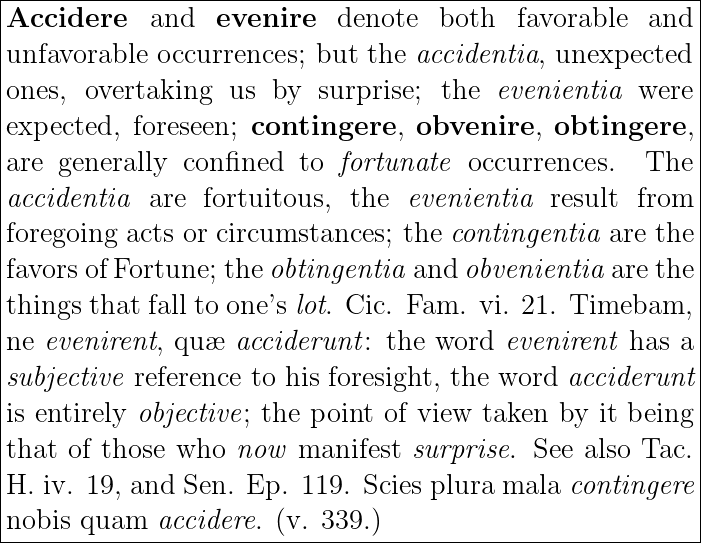 Accidere and evenire denote both favorable and
unfavorable occurrences; but the accidentia, unexpected
ones, overtaking us by surprise; the evenientia were
expected, foreseen; contingere, obvenire, obtingere,
are generally confined to fortunate occurrences. The
accidentia are fortuitous, the evenientia result from
foregoing acts or circumstances; the contingentia are the
favors of Fortune; the obtingentia and obvenientia are the
things that fall to one's lot. Cic. Fam. vi. 21. Timebam,
ne evenirent, quæ acciderunt: the word evenirent has a
subjective reference to his foresight, the word acciderunt
is entirely objective; the point of view taken by it being
that of those who now manifest surprise. See also Tac.
H. iv. 19, and Sen. Ep. 119. Scies plura mala contingere
nobis quam accidere. (v. 339.)